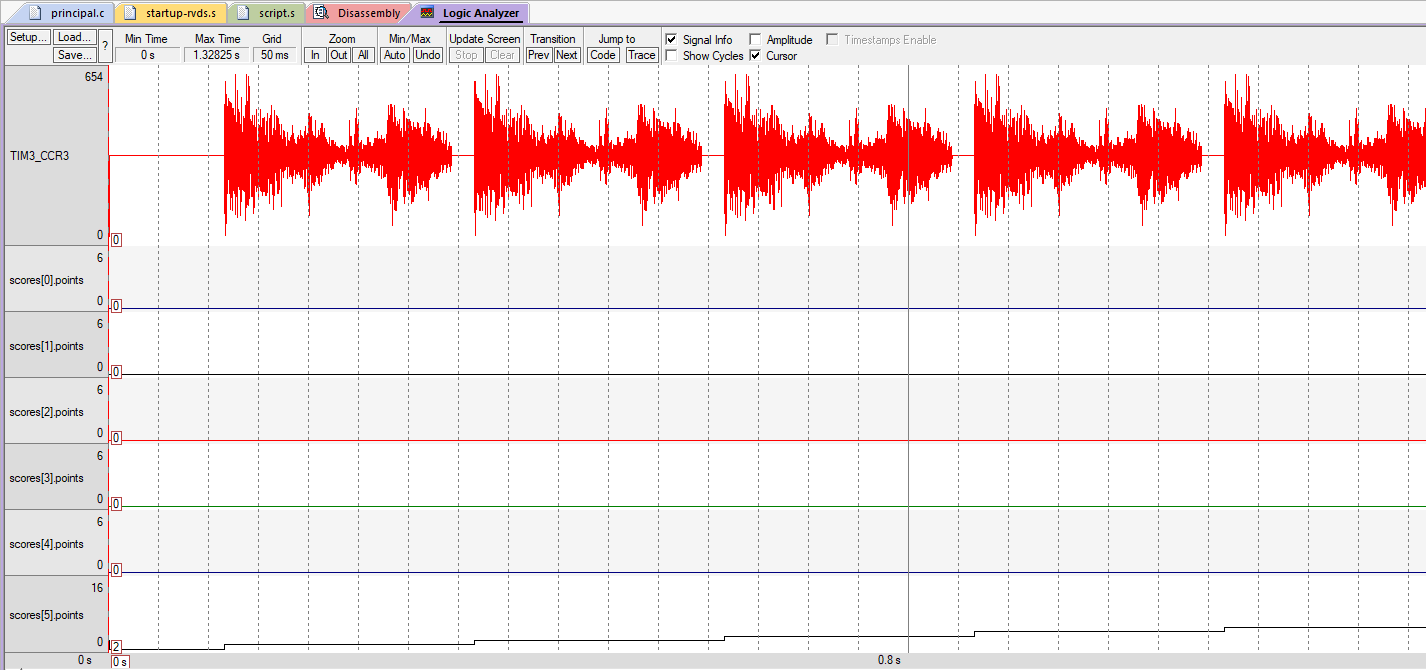 principal.c startup-rvds.s script.s Disassembly Logic Analyzer
Setup... Load... Min Time Max Time Grid Zoom Min/Max Update Screen Transition Jump to Signal Info Amplitude Timestamps Enable
Save... ? 0 s 1.32825 s 50 ms In Out All Auto Undo Stop Clear Prev Next Code Trace Show Cycles Cursor
654
TIM3_CCR3
0 0
6
scores[0].points
0 0
6
scores[1].points
0 0
6
scores[2].points
0 0
6
scores[3].points
0 0
6
scores[4].points
0 0
16
scores[5].points
0 2
0 s 0 s 0.8 s